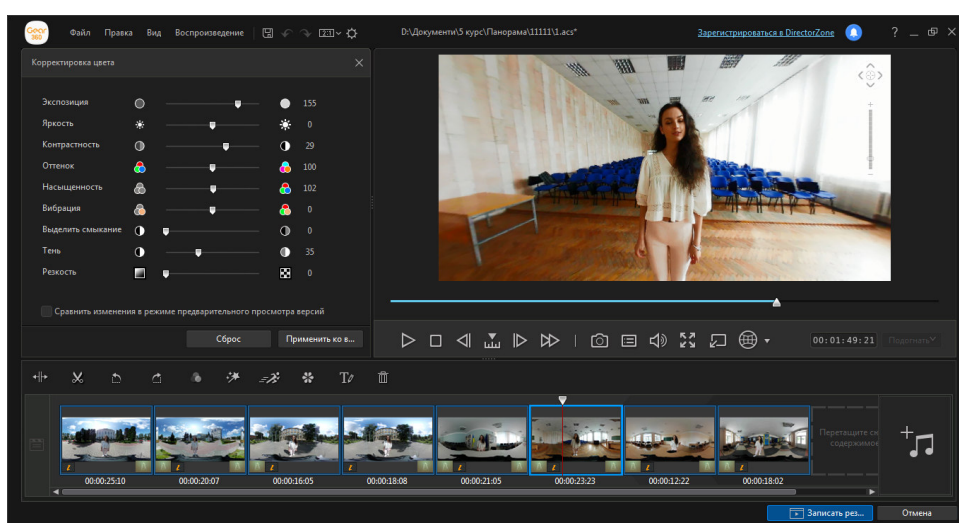 Gear 360 Файл Правка Вид Воспроизведение D:\Документи\5 курс\Панорама\11111\1.acs* Зарегистрироваться в DirectorZone ?
Корректировка цвета
Экспозиция 155
Яркость 0
Контрастность 29
Оттенок 100
Насыщенность 102
Вибрация 0
Выделить смыкание 0
Тень 35
Резкость 0
Сравнить изменения в режиме предварительного просмотра версий
Сброс Применить ко в...
00:01:49:21 Подогнать
Перетащите сю
содержимое
00:00:25:10 00:00:20:07 00:00:16:05 00:00:18:08 00:00:21:05 00:00:23:23 00:00:12:22 00:00:18:02
Записать рез... Отмена